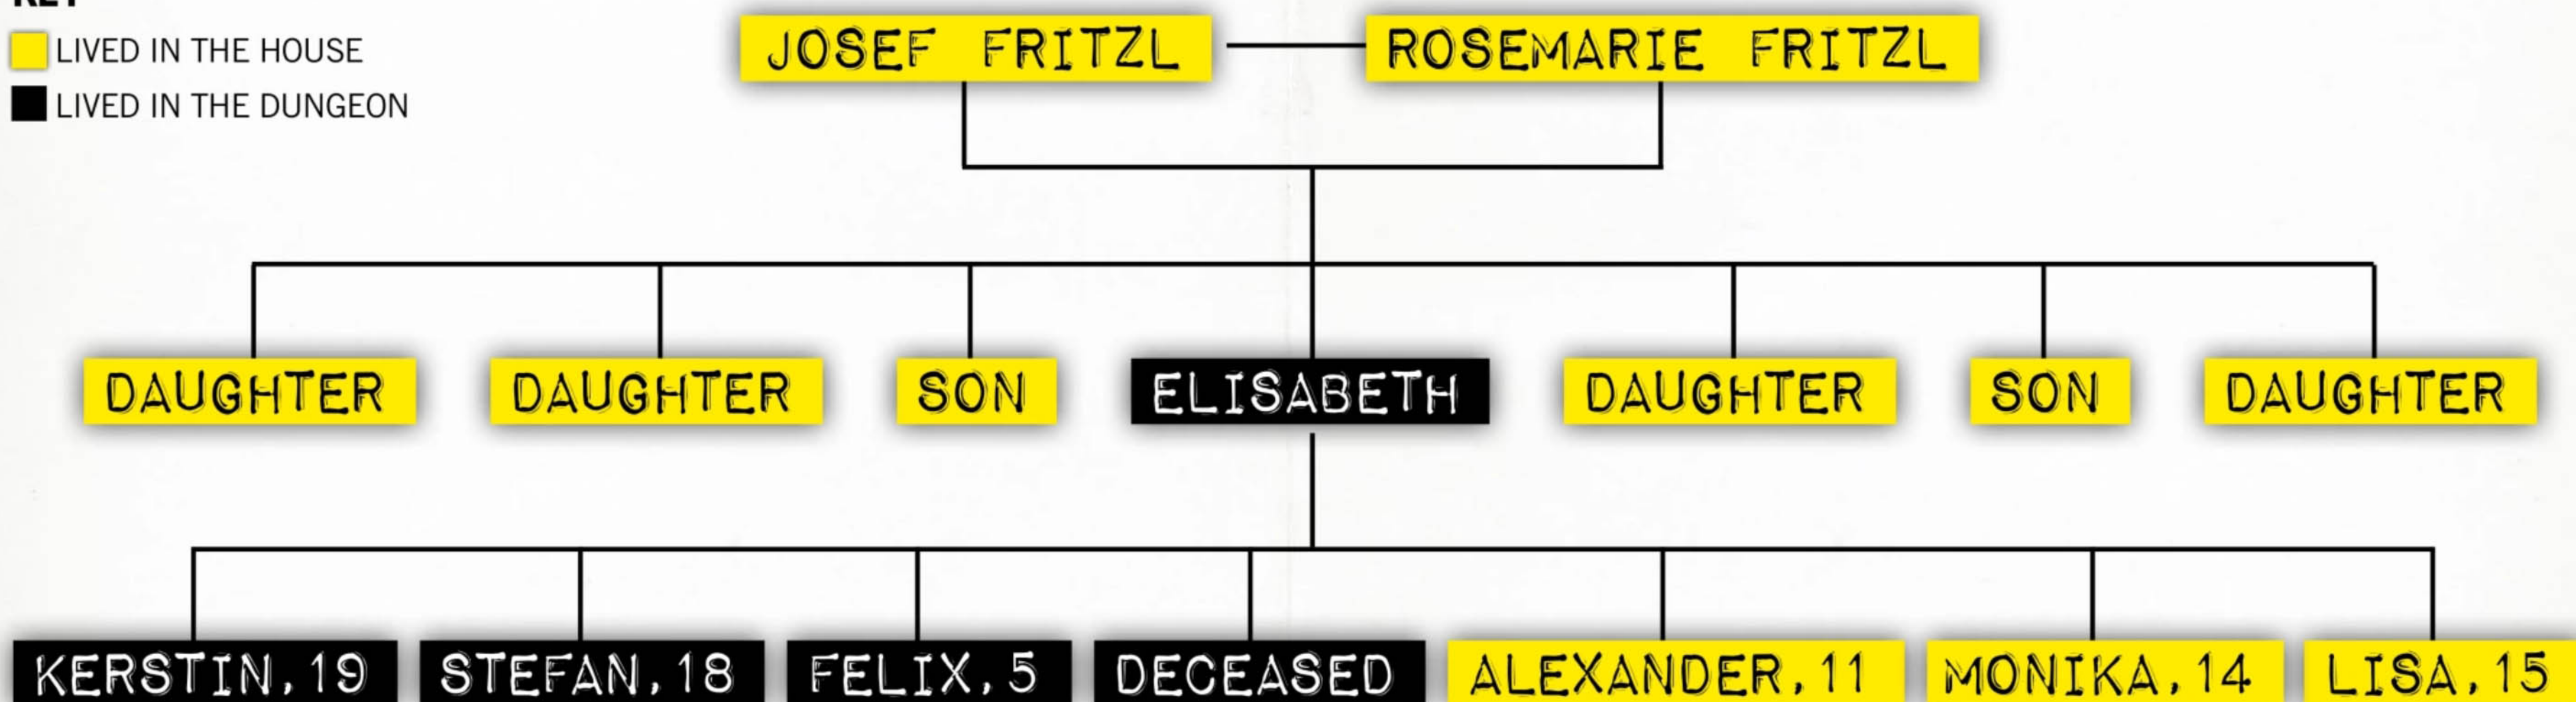 KEY
LIVED IN THE HOUSE
LIVED IN THE DUNGEON
JOSEF FRITZL ROSEMARIE FRITZL
DAUGHTER DAUGHTER SON ELISABETH DAUGHTER SON DAUGHTER
KERSTIN, 19 STEFAN, 18 FELIX, 5 DECEASED ALEXANDER, 11 MONIKA, 14 LISA, 15